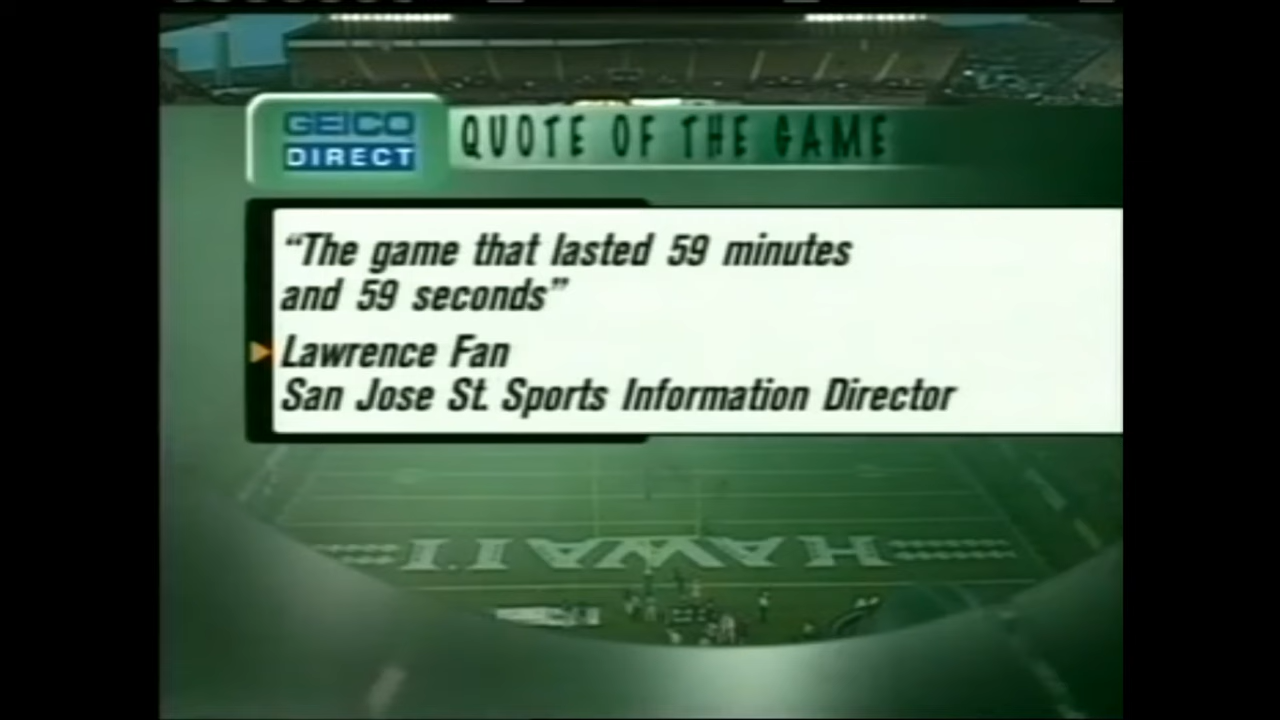 GEICO
DIRECT
QUOTE OF THE GAME
“The game that lasted 59 minutes
and 59 seconds”
Lawrence Fan
San Jose St. Sports Information Director
HAWAI'I